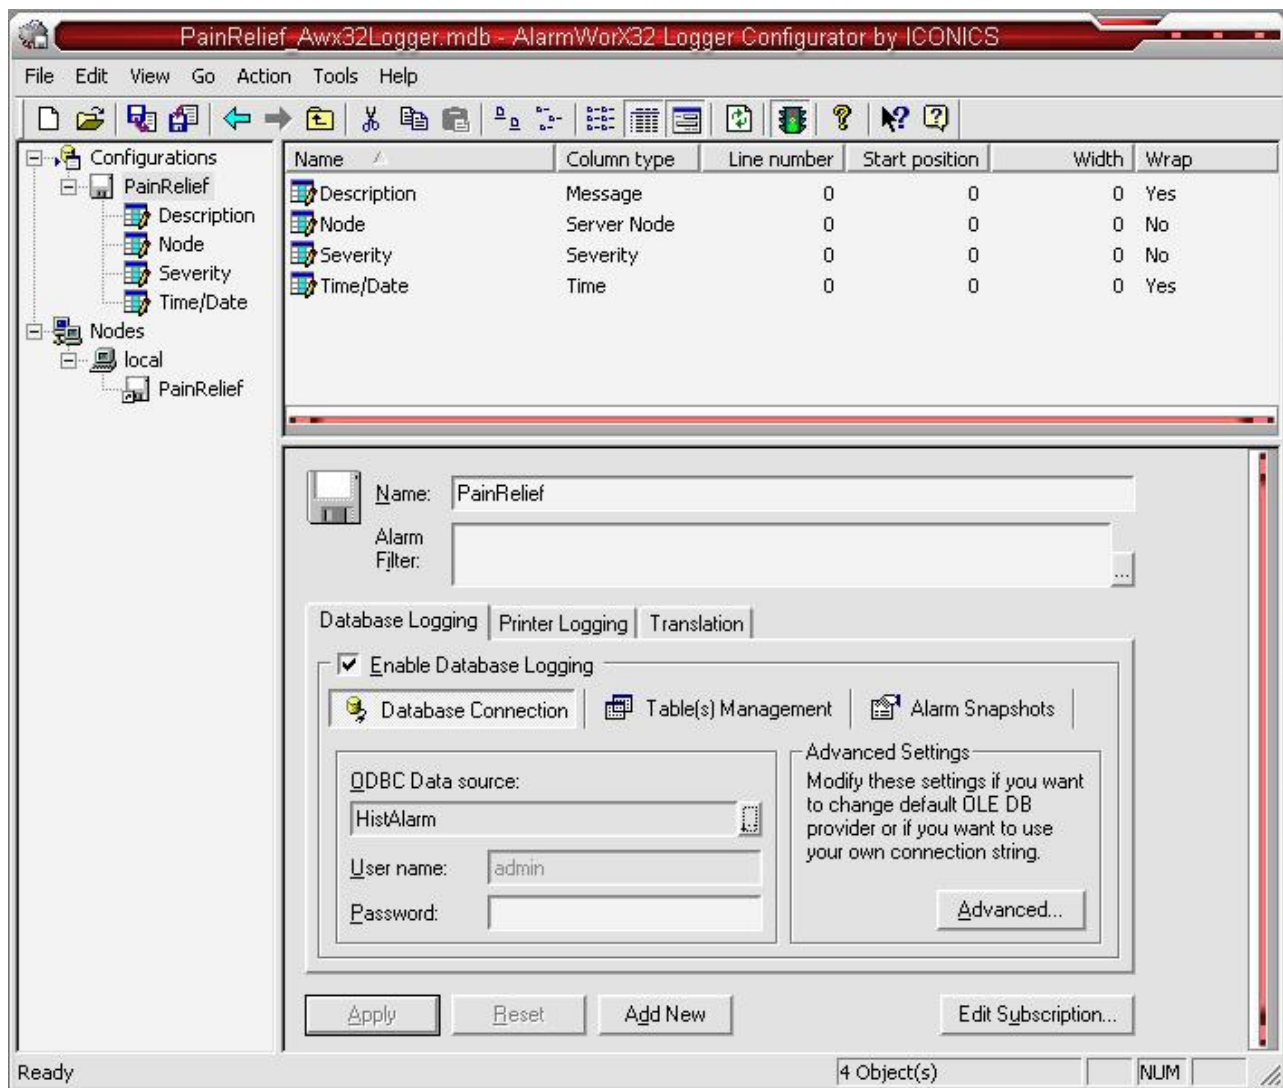 PainRelief_Awx32Logger.mdb - AlarmWorX32 Logger Configurator by ICONICS
File Edit View Go Action Tools Help
Configurations
PainRelief
Description
Node
Severity
Time/Date
Nodes
local
PainRelief
Name Column type Line number Start position Width Wrap
Description Message 0 0 0 Yes
Node Server Node 0 0 0 No
Severity Severity 0 0 0 No
Time/Date Time 0 0 0 Yes
Name: PainRelief
Alarm
Filter:
...
Database Logging Printer Logging Translation
Enable Database Logging
Database Connection Table(s) Management Alarm Snapshots
ODBC Data source:
HistAlarm
User name: admin
Password:
Advanced Settings
Modify these settings if you want
to change default OLE DB
provider or if you want to use
your own connection string.
Advanced...
Apply Reset Add New Edit Subscription...
Ready 4 Object(s) NUM